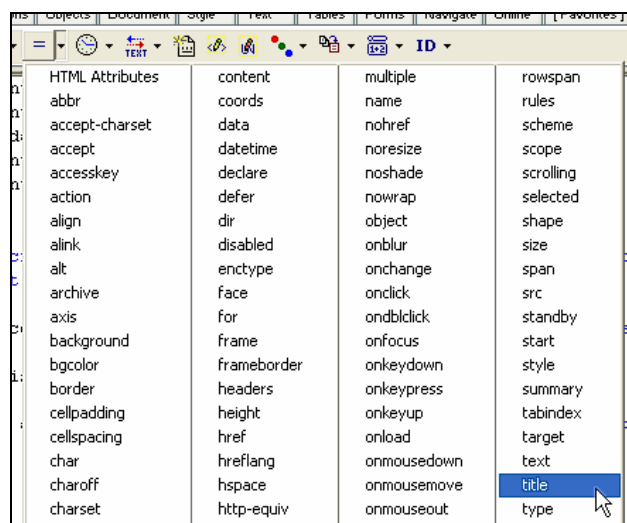 Objects
Document
Style
Text
Tables
Forms
Navigate
Online
[Favorites]
=
TEXT
1+2
ID
HTML Attributes
abbr
accept-charset
accept
accesskey
action
align
alink
alt
archive
axis
background
bgcolor
border
cellpadding
cellspacing
char
charoff
charset
content
coords
data
datetime
declare
defer
dir
disabled
enctype
face
for
frame
frameborder
headers
height
href
hreflang
hspace
http-equiv
multiple
name
nohref
noresize
noshade
nowrap
object
onblur
onchange
onclick
ondblclick
onfocus
onkeydown
onkeypress
onkeyup
onload
onmousedown
onmousemove
onmouseout
rowspan
rules
scheme
scope
scrolling
selected
shape
size
span
src
standby
start
style
summary
tabindex
target
text
title
type